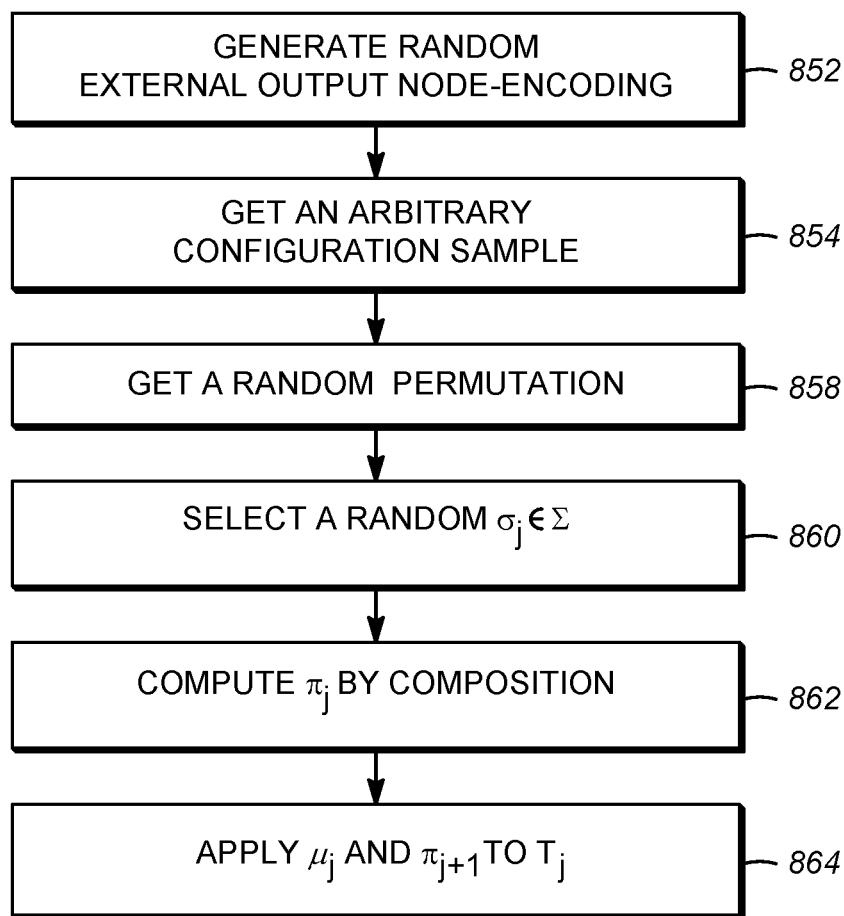 GENERATE RANDOM
EXTERNAL OUTPUT NODE-ENCODING
852
GET AN ARBITRARY
CONFIGURATION SAMPLE
854
GET A RANDOM PERMUTATION
858
SELECT A RANDOM σj ϵ Σ
860
COMPUTE πj BY COMPOSITION
862
APPLY μj AND πj+1 TO Tj
864